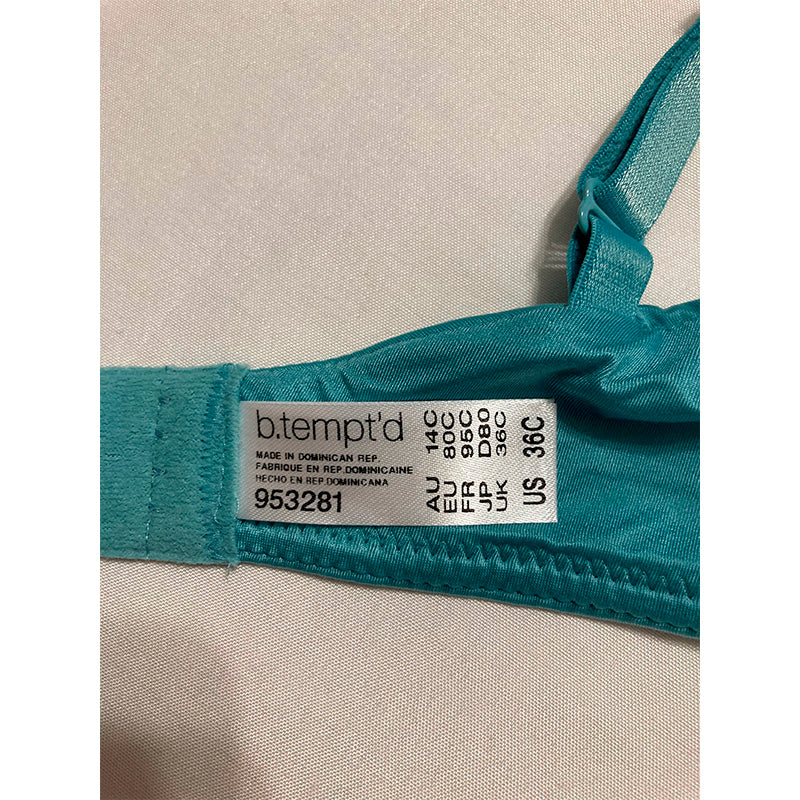 b.tempt'd
MADE IN DOMINICAN REP.
FABRIQUE EN REP.DOMINICAINE
HECHO EN REP.DOMINICANA
953281
AU 14C
EU 80C
FR 95C
JP D80
UK 36C
US 36C